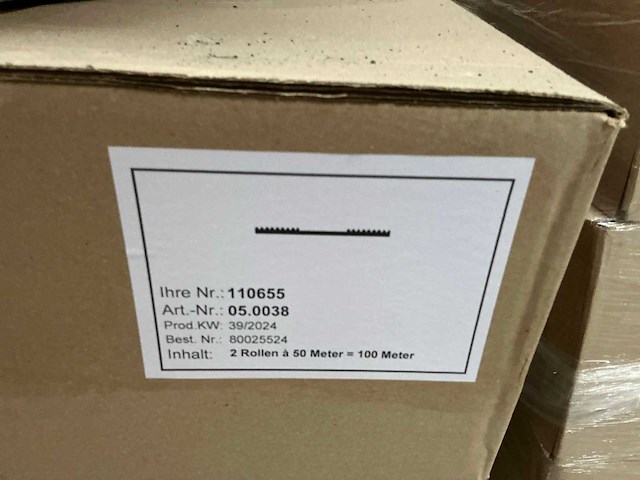 Ihre Nr.: 110655
Art.-Nr.: 05.0038
Prod.KW: 39/2024
Best. Nr.: 80025524
Inhalt: 2 Rollen à 50 Meter = 100 Meter